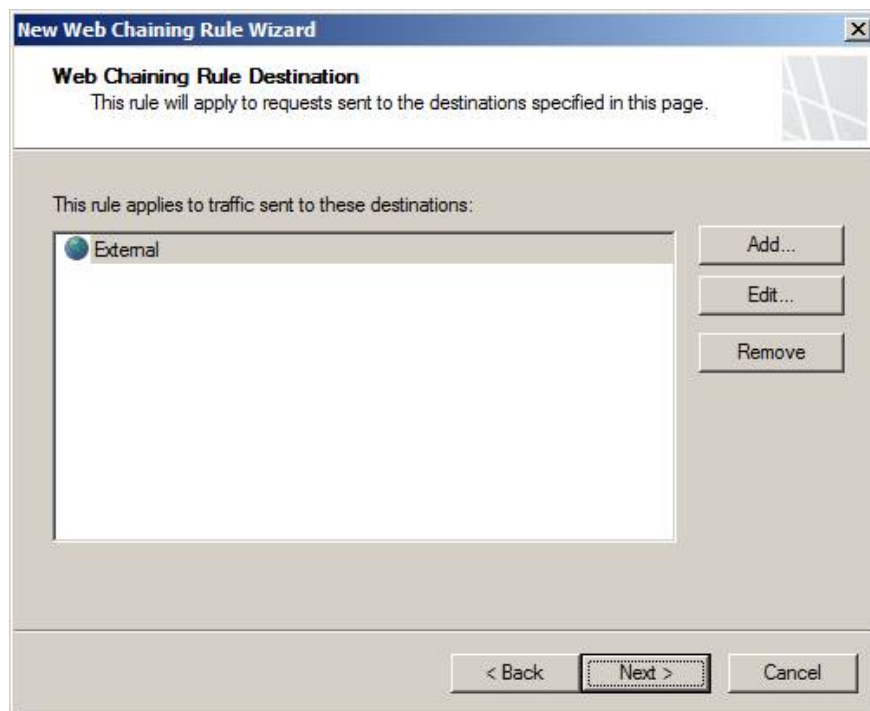 New Web Chaining Rule Wizard
Web Chaining Rule Destination
This rule will apply to requests sent to the destinations specified in this page.
This rule applies to traffic sent to these destinations:
External
Add...
Edit...
Remove
< Back
Next >
Cancel